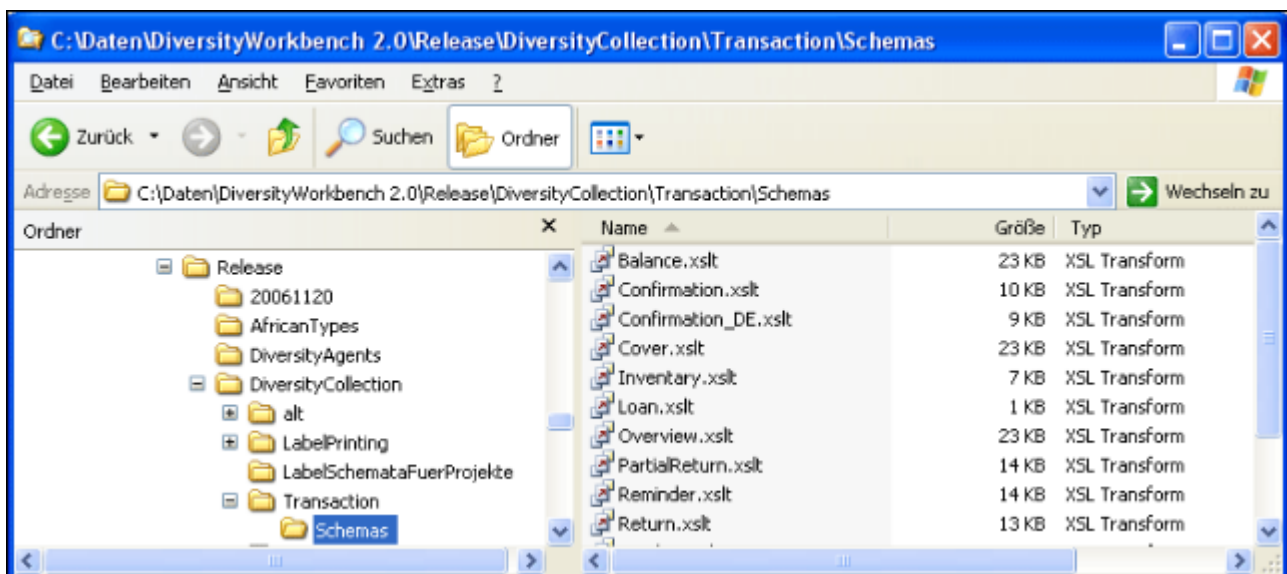 C:\Daten\DiversityWorkbench 2.0\Release\DiversityCollection\Transaction\Schemas
Datei Bearbeiten Ansicht Favoriten Extras ?
Zurück Suchen Ordner
Adresse C:\Daten\DiversityWorkbench 2.0\Release\DiversityCollection\Transaction\Schemas Wechseln zu
Ordner
Release
20061120
AfricanTypes
DiversityAgents
DiversityCollection
alt
LabelPrinting
LabelSchemataFuerProjekte
Transaction
Schemas
Name Größe Typ
Balance.xslt 23 KB XSL Transform
Confirmation.xslt 10 KB XSL Transform
Confirmation_DE.xslt 9 KB XSL Transform
Cover.xslt 23 KB XSL Transform
Inventary.xslt 7 KB XSL Transform
Loan.xslt 1 KB XSL Transform
Overview.xslt 23 KB XSL Transform
PartialReturn.xslt 14 KB XSL Transform
Reminder.xslt 14 KB XSL Transform
Return.xslt 13 KB XSL Transform